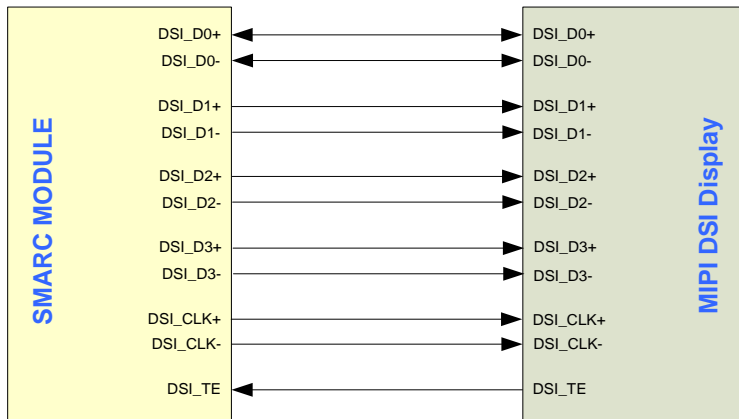 SMARC MODULE
DSI_D0+
DSI_D0-
DSI_D1+
DSI_D1-
DSI_D2+
DSI_D2-
DSI_D3+
DSI_D3-
DSI_CLK+
DSI_CLK-
DSI_TE
DSI_D0+
DSI_D0-
DSI_D1+
DSI_D1-
DSI_D2+
DSI_D2-
DSI_D3+
DSI_D3-
DSI_CLK+
DSI_CLK-
DSI_TE
MIPI DSI Display